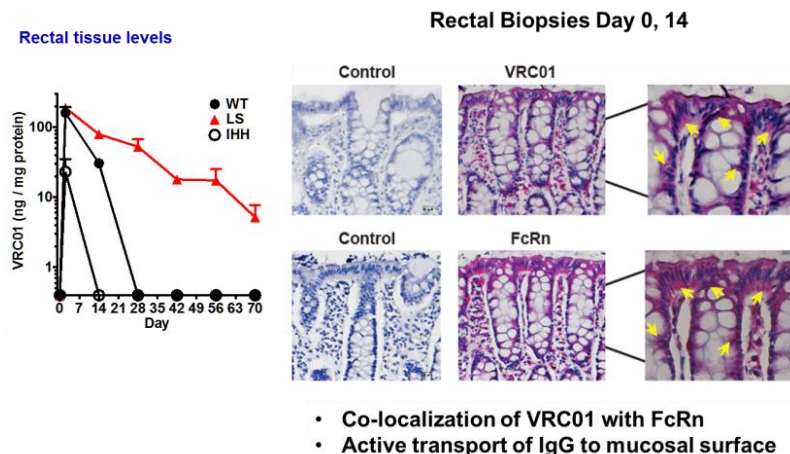 Rectal Biopsies Day 0, 14
Rectal tissue levels
VRC01 (ng / mg protein)
100
10
1
0 7 14 21 28 35 42 49 56 63 70
Day
WT
LS
IHH
Control
VRC01
Control
FcRn
• Co-localization of VRC01 with FcRn
• Active transport of IgG to mucosal surface